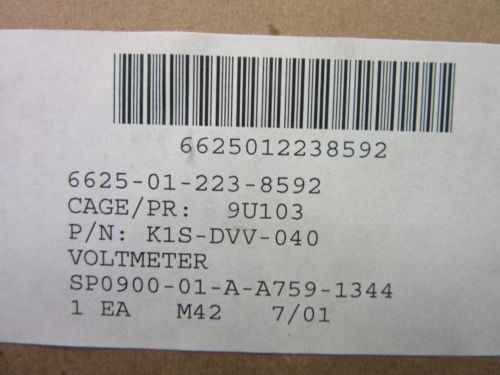 6625012238592
6625-01-223-8592
CAGE/PR: 9U103
P/N: K1S-DVV-040
VOLTMETER
SP0900-01-A-A759-1344
1 EA M42 7/01